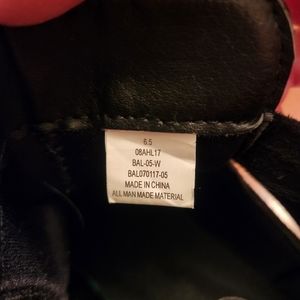 6.5
08AHL17
BAL-05-W
BAL070117-05
MADE IN CHINA
ALL MAN MADE MATERIAL